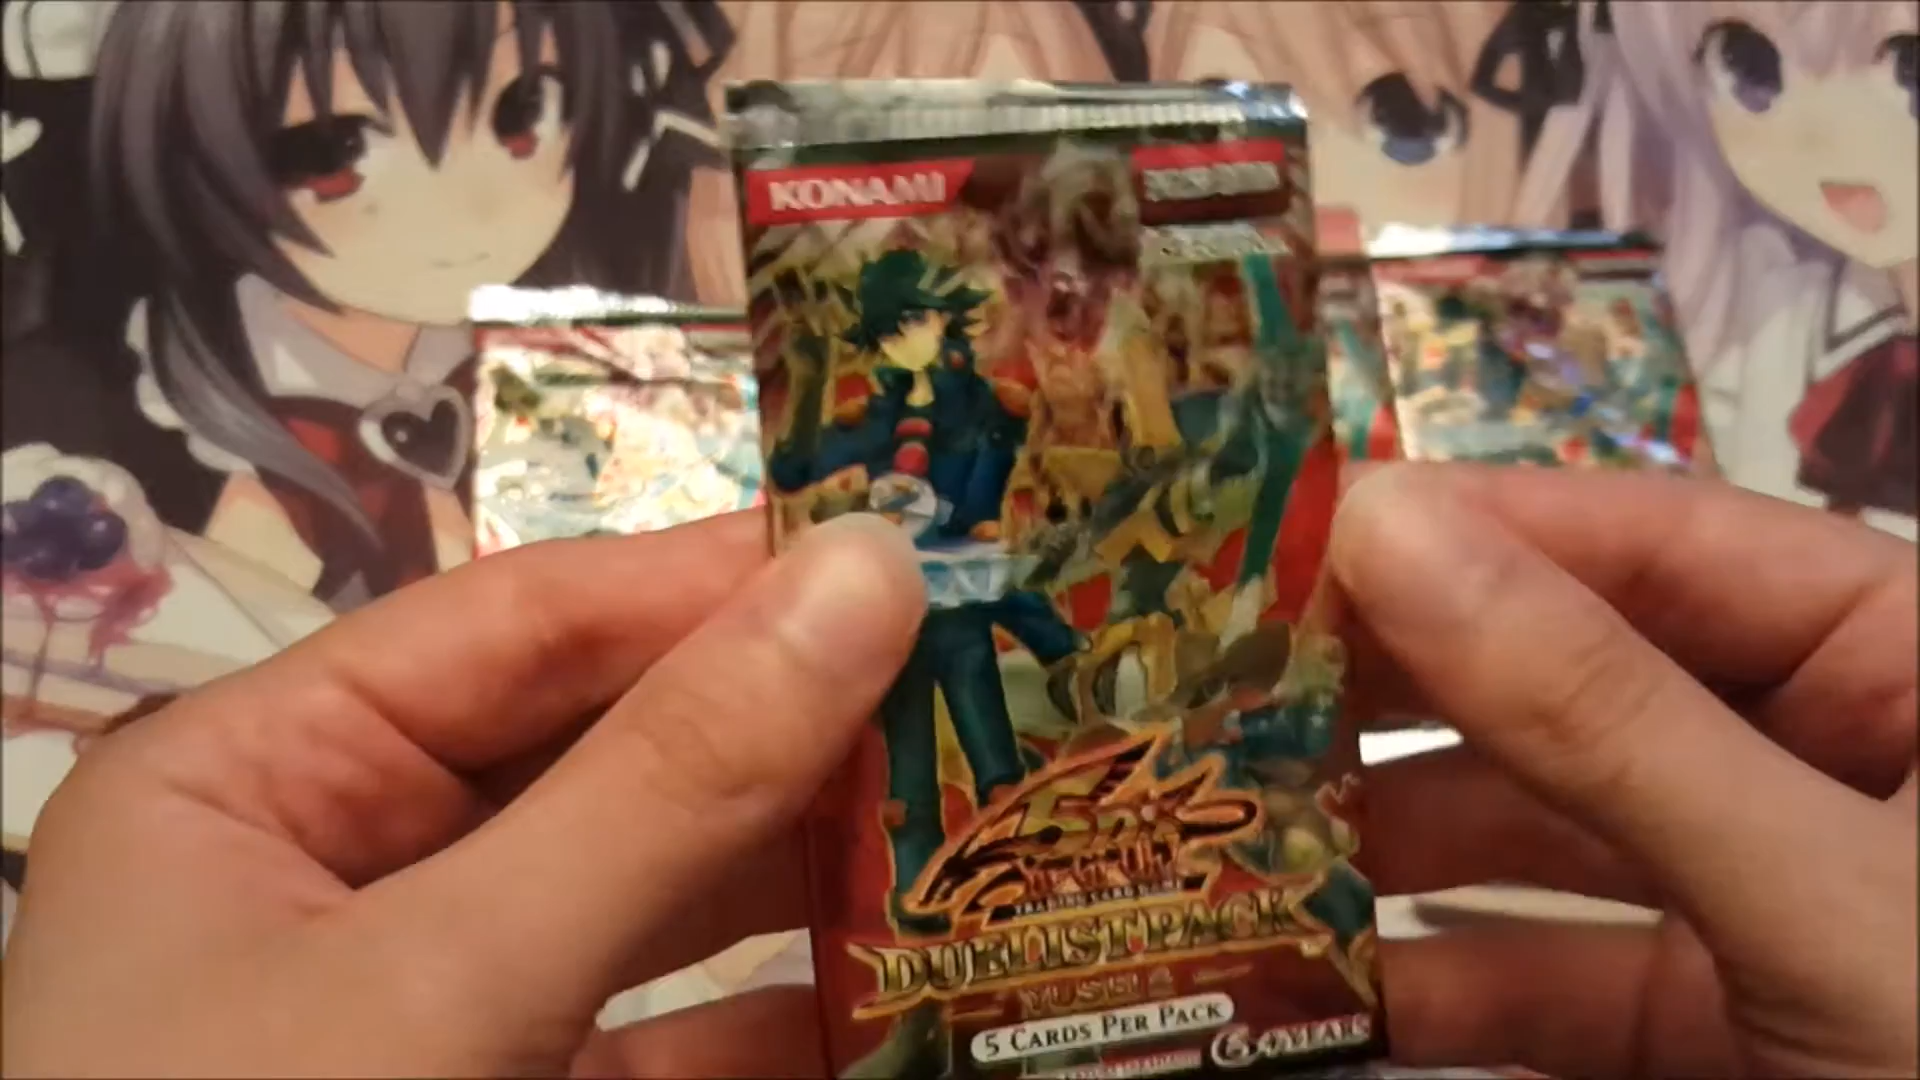 KONAMI
5D's
Yu-Gi-Oh!
TRADING CARD GAME
DUELIST PACK
YUSEI 2
5 CARDS PER PACK